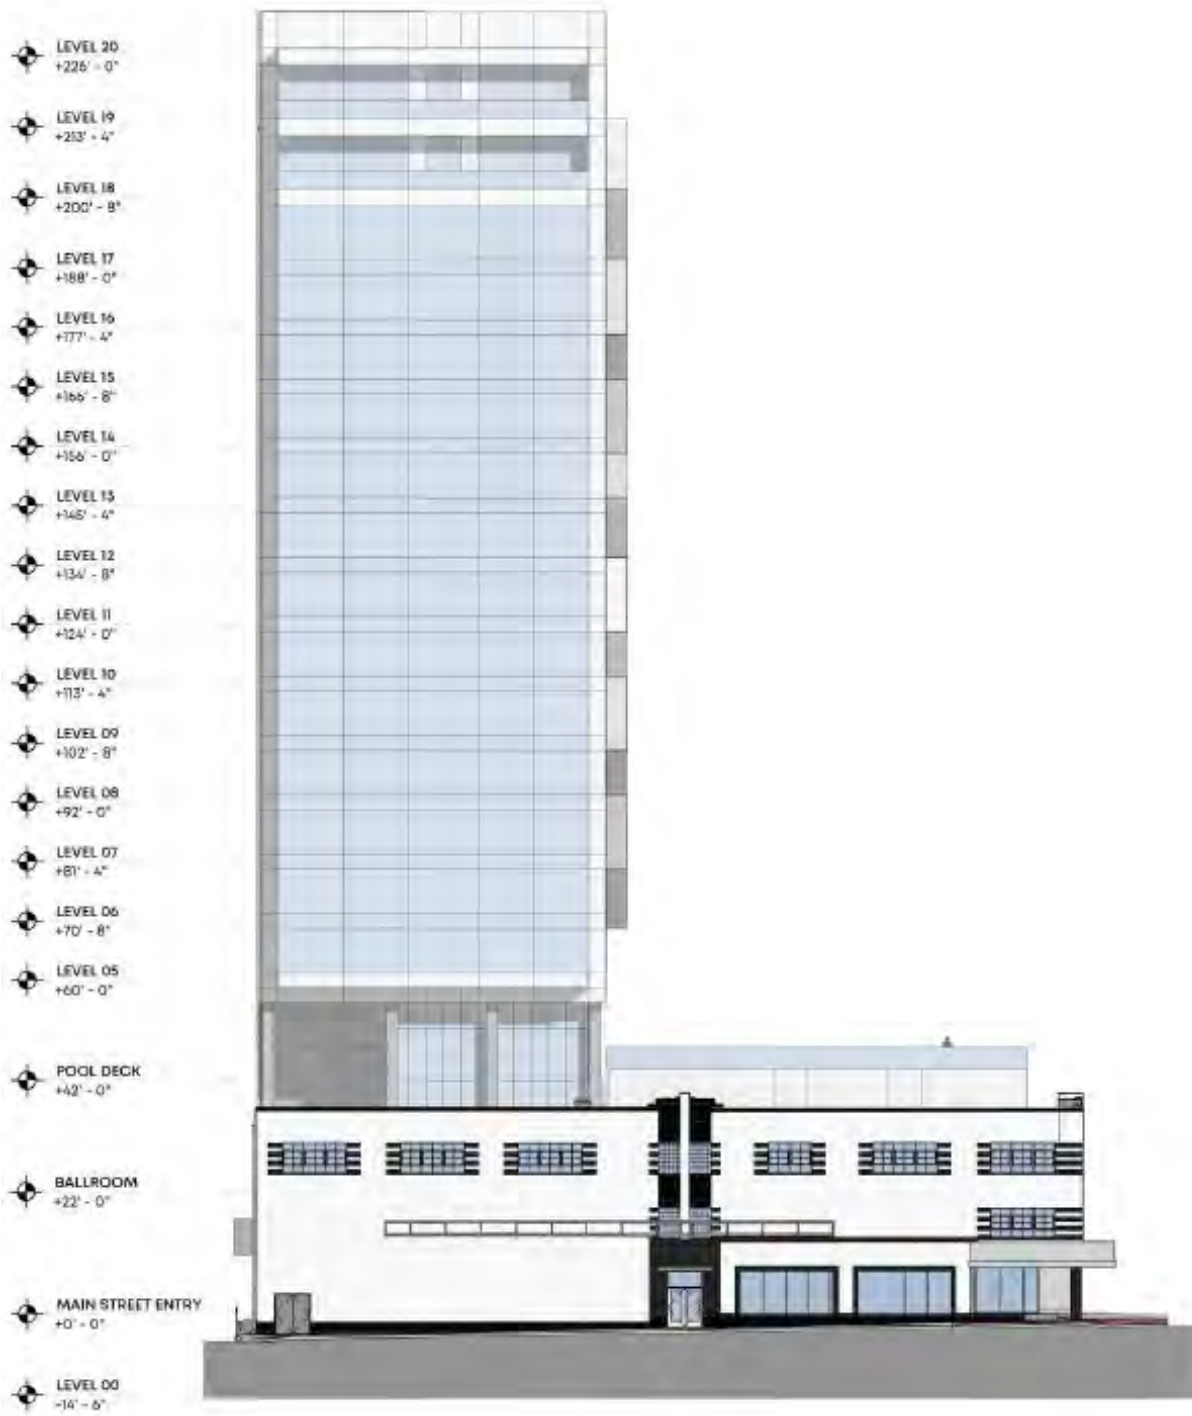 LEVEL 20
+226' - 0"
LEVEL 19
+213' - 4"
LEVEL 18
+200' - 8"
LEVEL 17
+188' - 0"
LEVEL 16
+177' - 4"
LEVEL 15
+166' - 8"
LEVEL 14
+156' - 0"
LEVEL 13
+145' - 4"
LEVEL 12
+134' - 8"
LEVEL 11
+124' - 0"
LEVEL 10
+113' - 4"
LEVEL 09
+102' - 8"
LEVEL 08
+92' - 0"
LEVEL 07
+81' - 4"
LEVEL 06
+70' - 8"
LEVEL 05
+60' - 0"
POOL DECK
+42' - 0"
BALLROOM
+22' - 0"
MAIN STREET ENTRY
+0' - 0"
LEVEL 00
-14' - 6"